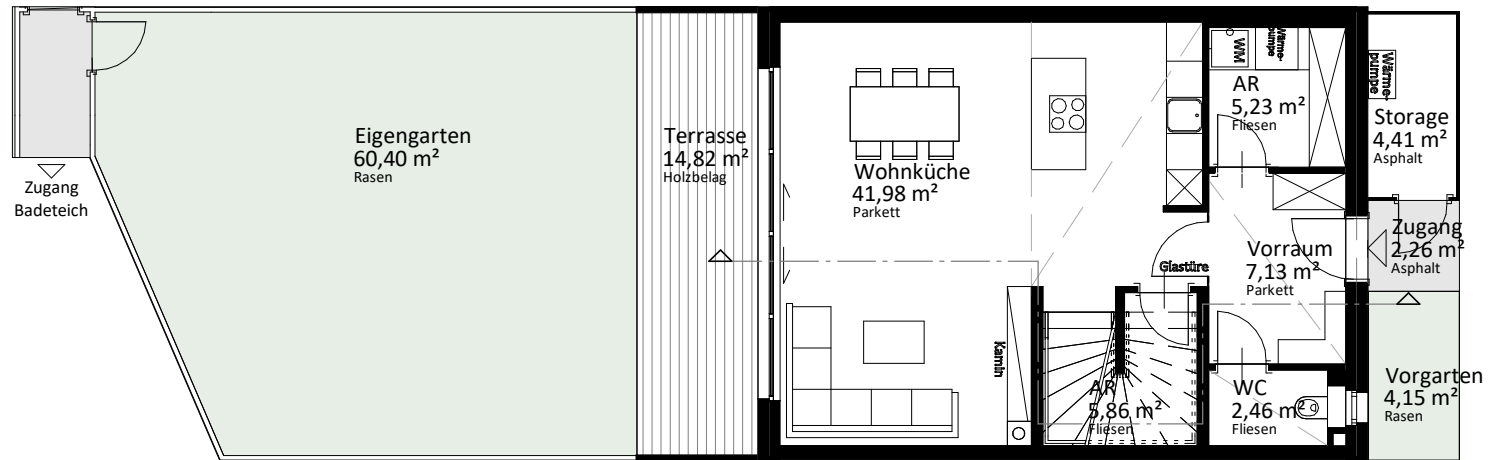 Zugang
Badeteich
Eigengarten
60,40 m²
Rasen
Terrasse
14,82 m²
Holzbelag
Wohnküche
41,98 m²
Parkett
Kamin
Glastüre
AR
5,86 m²
Fliesen
WM
Wärme-
pumpe
AR
5,23 m²
Fliesen
Vorraum
7,13 m²
Parkett
WC
2,46 m²
Fliesen
Wärme-
pumpe
Storage
4,41 m²
Asphalt
Zugang
2,26 m²
Asphalt
Vorgarten
4,15 m²
Rasen